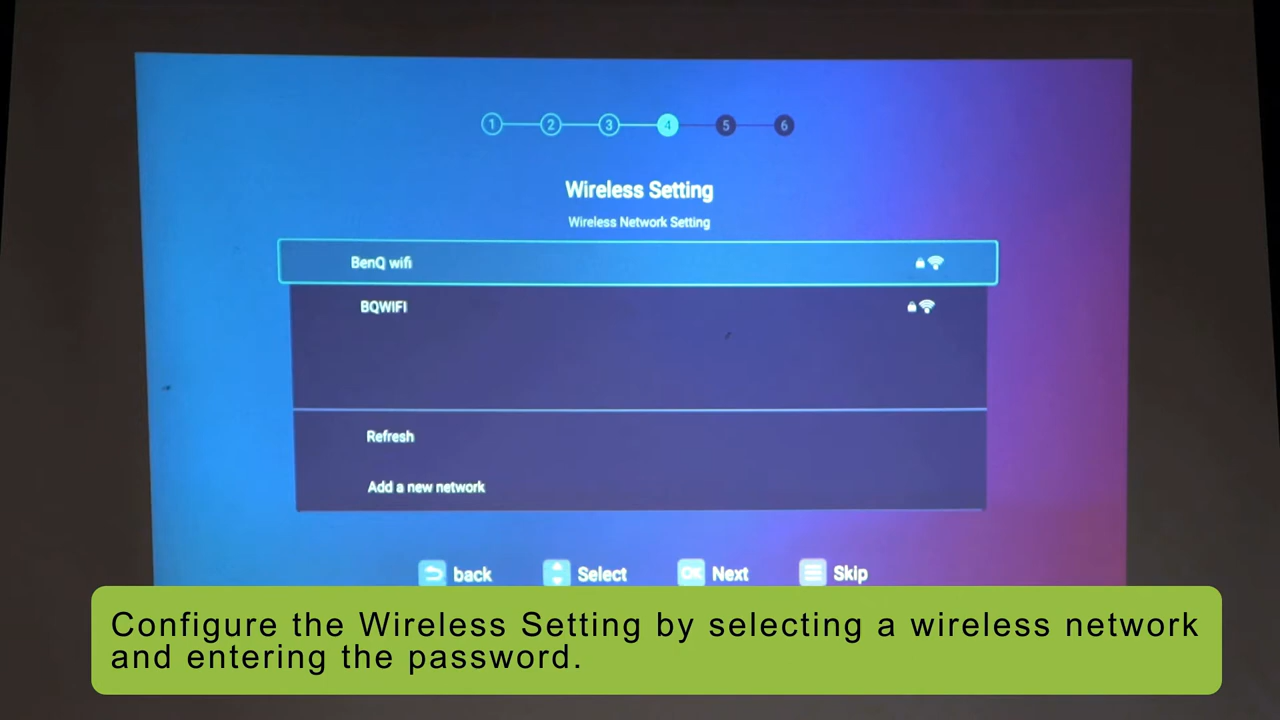 1 2 3 4 5 6
Wireless Setting
Wireless Network Setting
BenQ wifi
BQWIFI
Refresh
Add a new network
back Select OK Next Skip
Configure the Wireless Setting by selecting a wireless network
and entering the password.